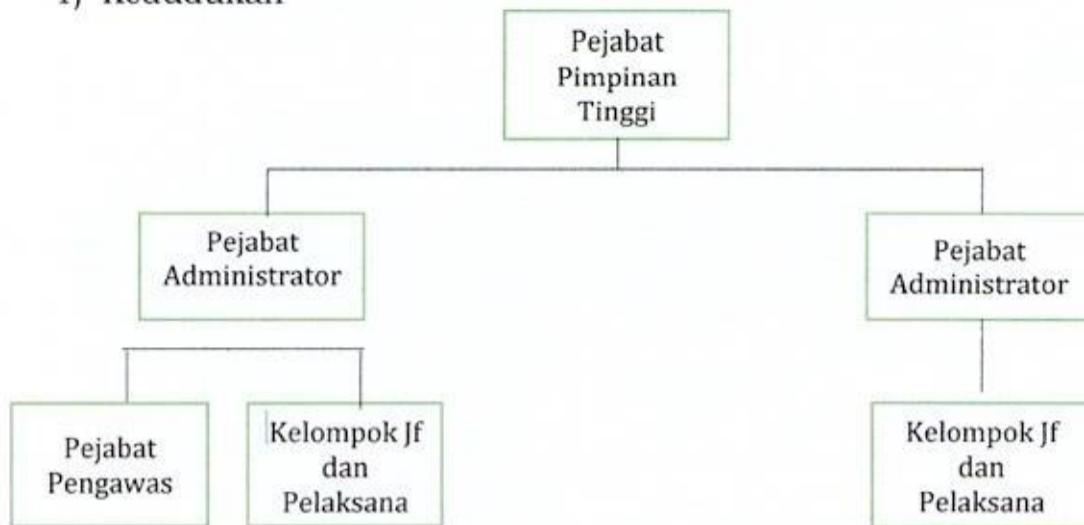 Pejabat
Pimpinan
Tinggi
Pejabat
Administrator
Pejabat
Administrator
Pejabat
Pengawas
Kelompok Jf
dan
Pelaksana
Kelompok Jf
dan
Pelaksana